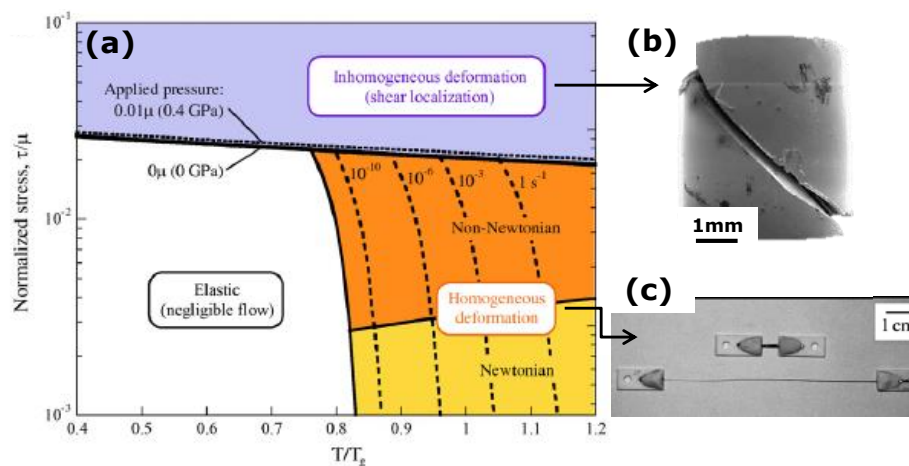 (a)
10⁻¹
10⁻²
10⁻³
Normalized stress, τ/μ
Applied pressure:
0.01μ (0.4 GPa)
0μ (0 GPa)
Inhomogeneous deformation
(shear localization)
10⁻¹⁰
10⁻⁶
10⁻³
1 s⁻¹
Non-Newtonian
Elastic
(negligible flow)
Homogeneous
deformation
Newtonian
0.4 0.5 0.6 0.7 0.8 0.9 1.0 1.1 1.2
T/Tg
(b)
1mm
(c)
1 cm